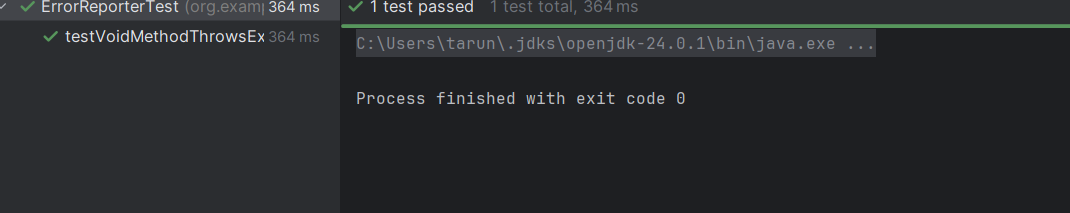 ErrorReporterTest (org.examp 364 ms
testVoidMethodThrowsEx 364 ms
1 test passed 1 test total, 364 ms
C:\Users\tarun\.jdks\openjdk-24.0.1\bin\java.exe ...
Process finished with exit code 0